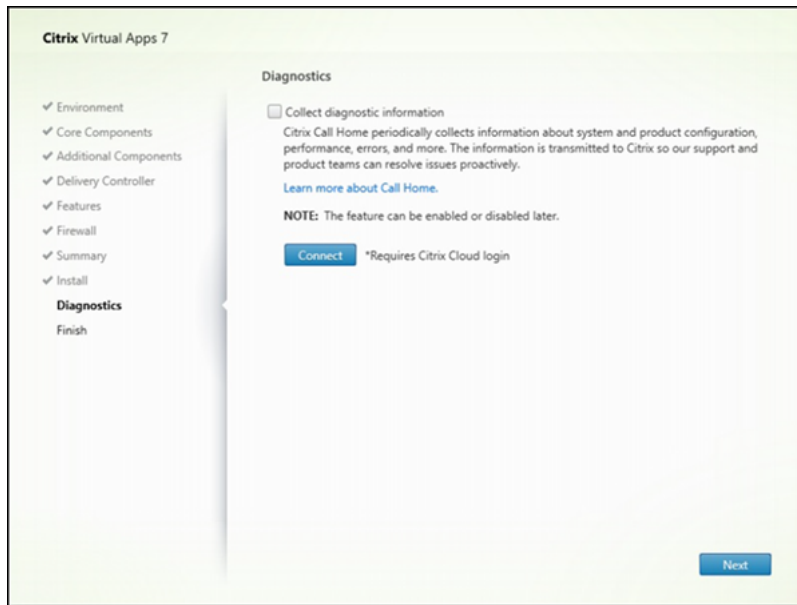 Citrix Virtual Apps 7
Environment
Core Components
Additional Components
Delivery Controller
Features
Firewall
Summary
Install
Diagnostics
Finish
Diagnostics
Collect diagnostic information
Citrix Call Home periodically collects information about system and product configuration,
performance, errors, and more. The information is transmitted to Citrix so our support and
product teams can resolve issues proactively.
Learn more about Call Home.
NOTE: The feature can be enabled or disabled later.
Connect *Requires Citrix Cloud login
Next